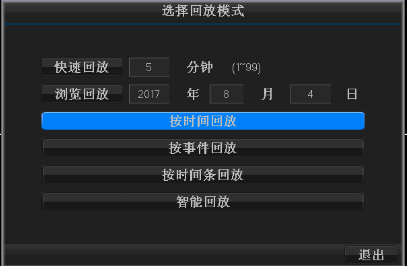 选择回放模式
快速回放 5 分钟 (1~99)
浏览回放 2017 年 8 月 4 日
按时间回放
按事件回放
按时间条回放
智能回放
退出